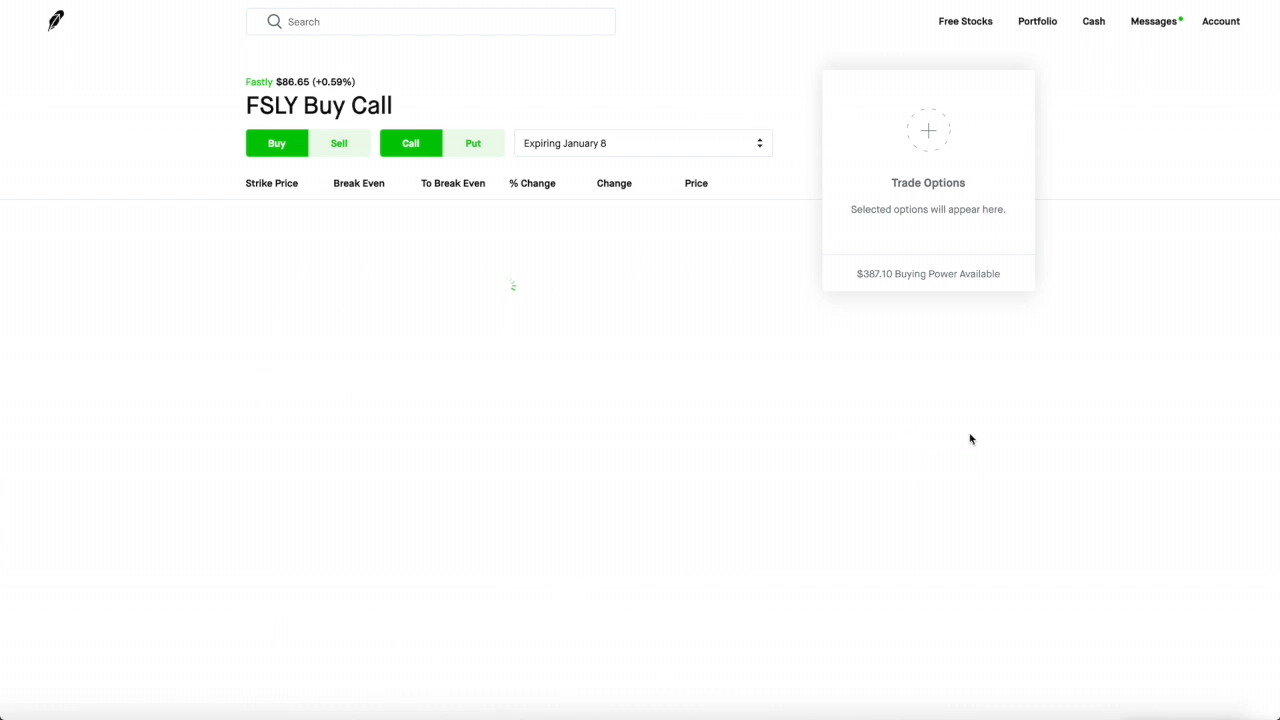 Search
Free Stocks Portfolio Cash Messages Account
Fastly $86.65 (+0.59%)
FSLY Buy Call
Buy Sell Call Put Expiring January 8
Strike Price Break Even To Break Even % Change Change Price
Trade Options
Selected options will appear here.
$387.10 Buying Power Available